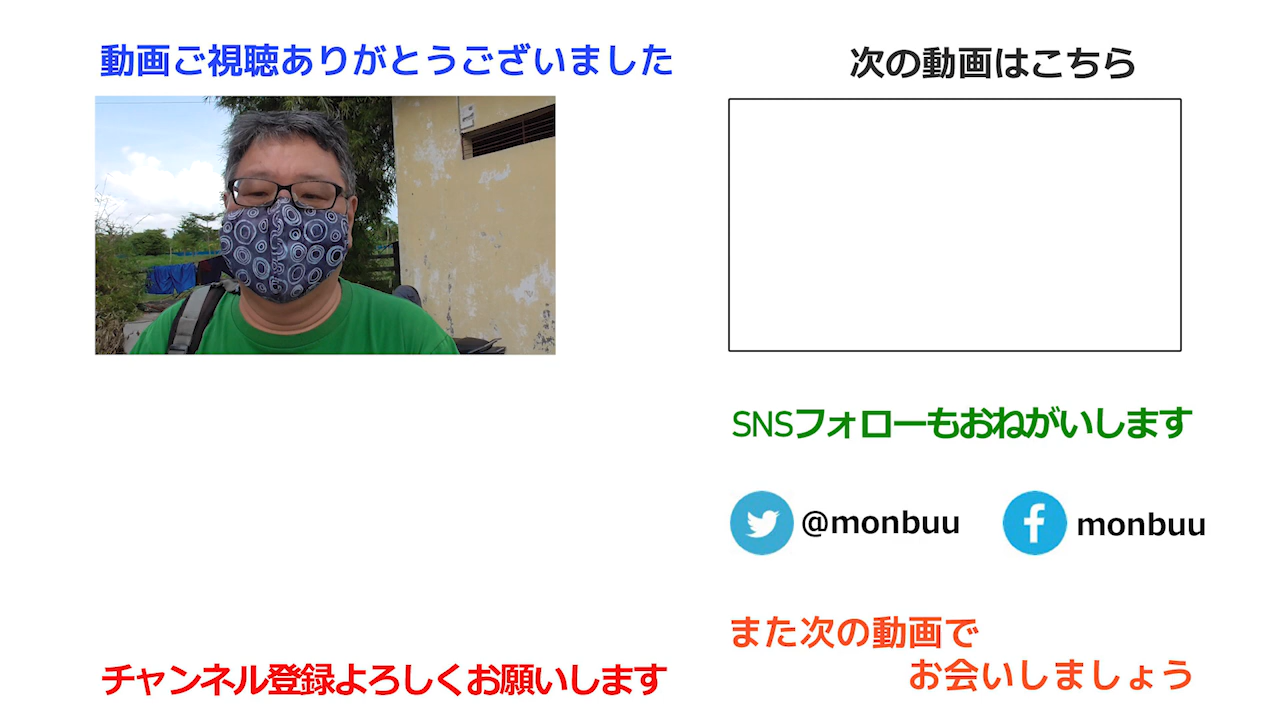 動画ご視聴ありがとうございました
次の動画はこちら
SNSフォローもおねがいします
@monbuu
monbuu
また次の動画で
お会いしましょう
チャンネル登録よろしくお願いします